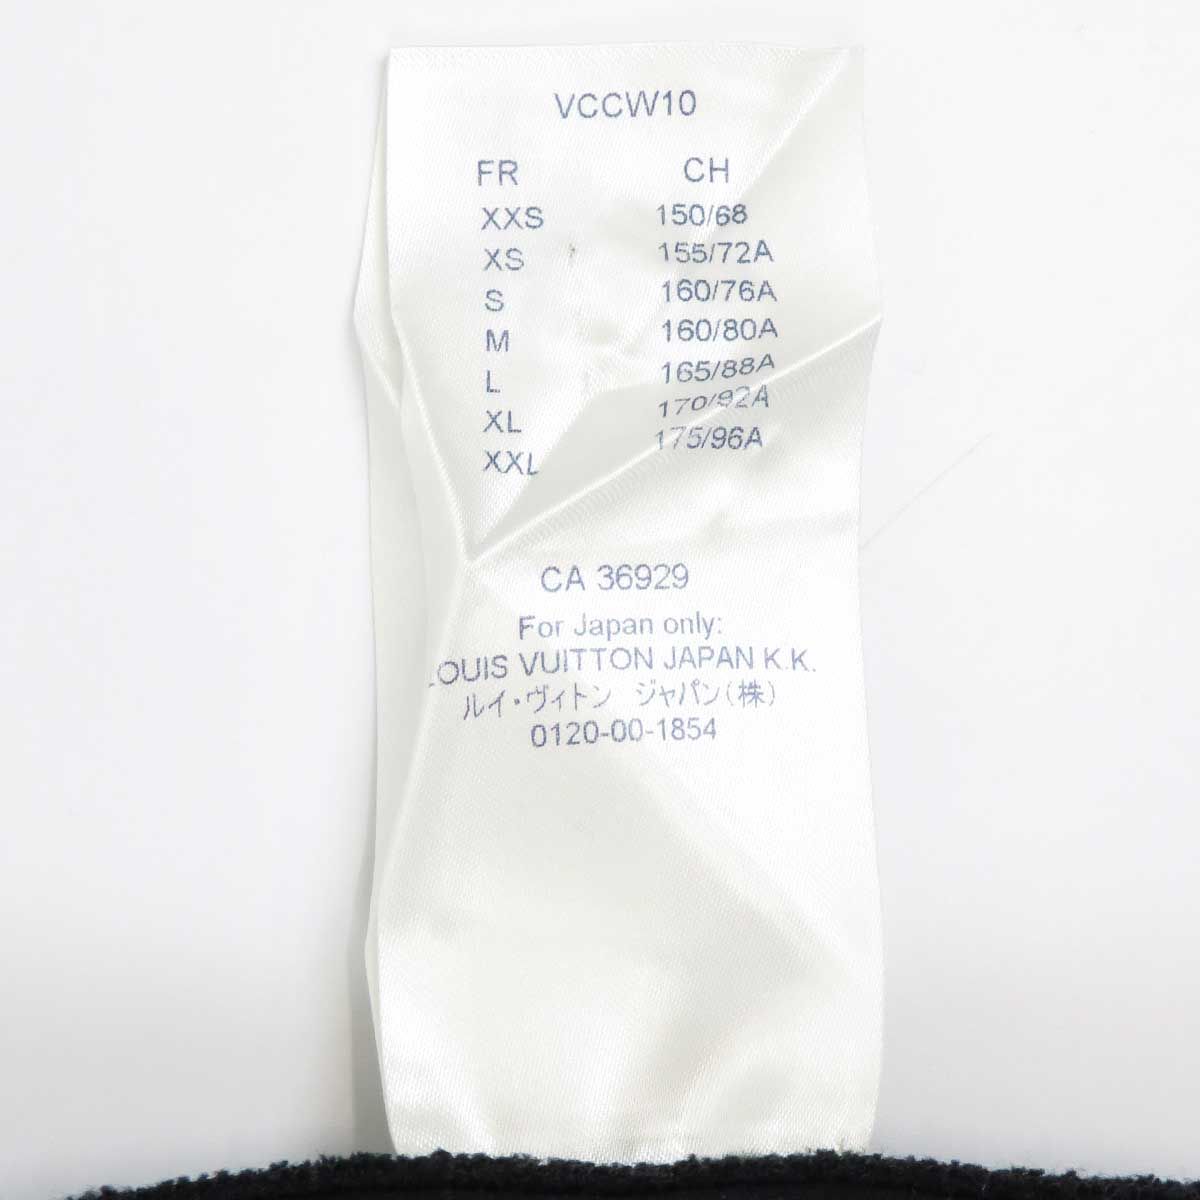 VCCW10
FR CH
XXS 150/68
XS 155/72A
S 160/76A
M 160/80A
L 165/88A
XL 170/92A
XXL 175/96A
CA 36929
For Japan only:
LOUIS VUITTON JAPAN K.K.
ルイ・ヴィトン ジャパン(株)
0120-00-1854